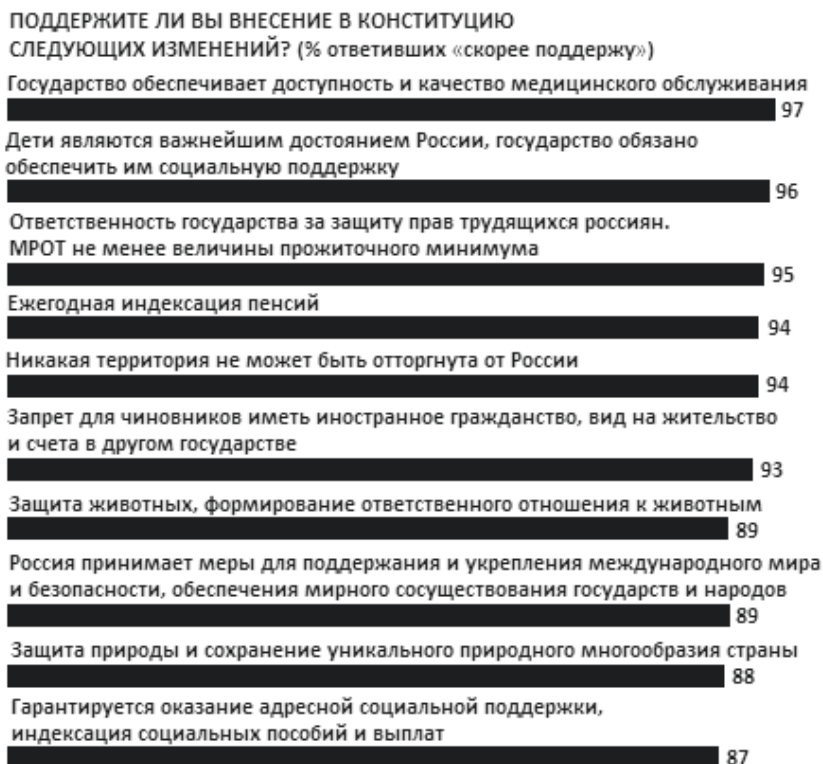 ПОДДЕРЖИТЕ ЛИ ВЫ ВНЕСЕНИЕ В КОНСТИТУЦИЮ
СЛЕДУЮЩИХ ИЗМЕНЕНИЙ? (% ответивших «скорее поддержу»)
Государство обеспечивает доступность и качество медицинского обслуживания
97
Дети являются важнейшим достоянием России, государство обязано
обеспечить им социальную поддержку
96
Ответственность государства за защиту прав трудящихся россиян.
МРОТ не менее величины прожиточного минимума
95
Ежегодная индексация пенсий
94
Никакая территория не может быть отторгнута от России
94
Запрет для чиновников иметь иностранное гражданство, вид на жительство
и счета в другом государстве
93
Защита животных, формирование ответственного отношения к животным
89
Россия принимает меры для поддержания и укрепления международного мира
и безопасности, обеспечения мирного сосуществования государств и народов
89
Защита природы и сохранение уникального природного многообразия страны
88
Гарантируется оказание адресной социальной поддержки,
индексация социальных пособий и выплат
87